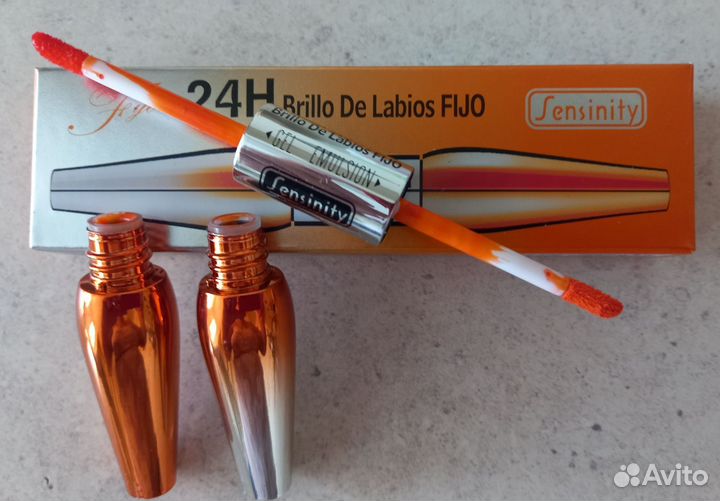 24H Brillo De Labios FIJO
Sensinity
Brillo De Labios FIJO
GEL EMULSION
Sensinity
Avito